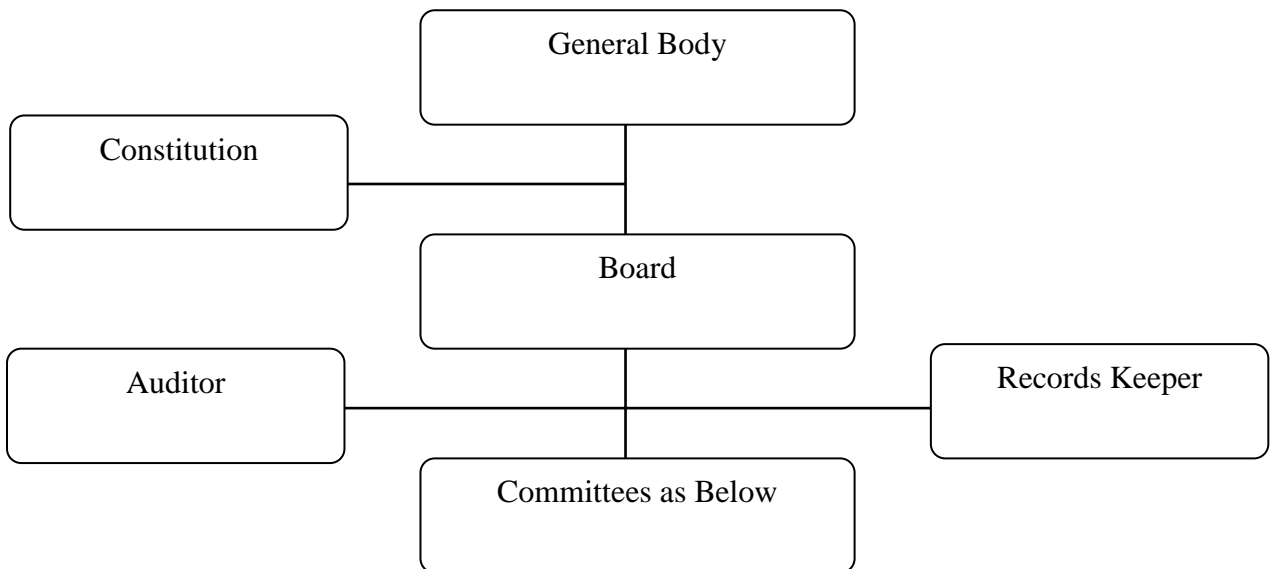 General Body
Constitution
Board
Auditor
Records Keeper
Committees as Below